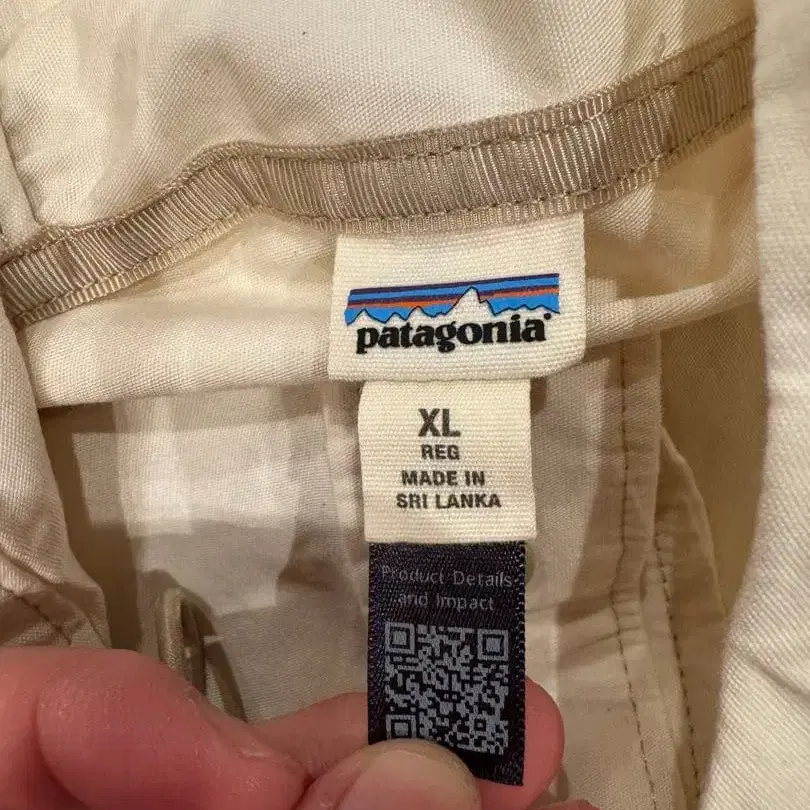 patagonia®
XL
REG
MADE IN
SRI LANKA
Product Details
and Impact